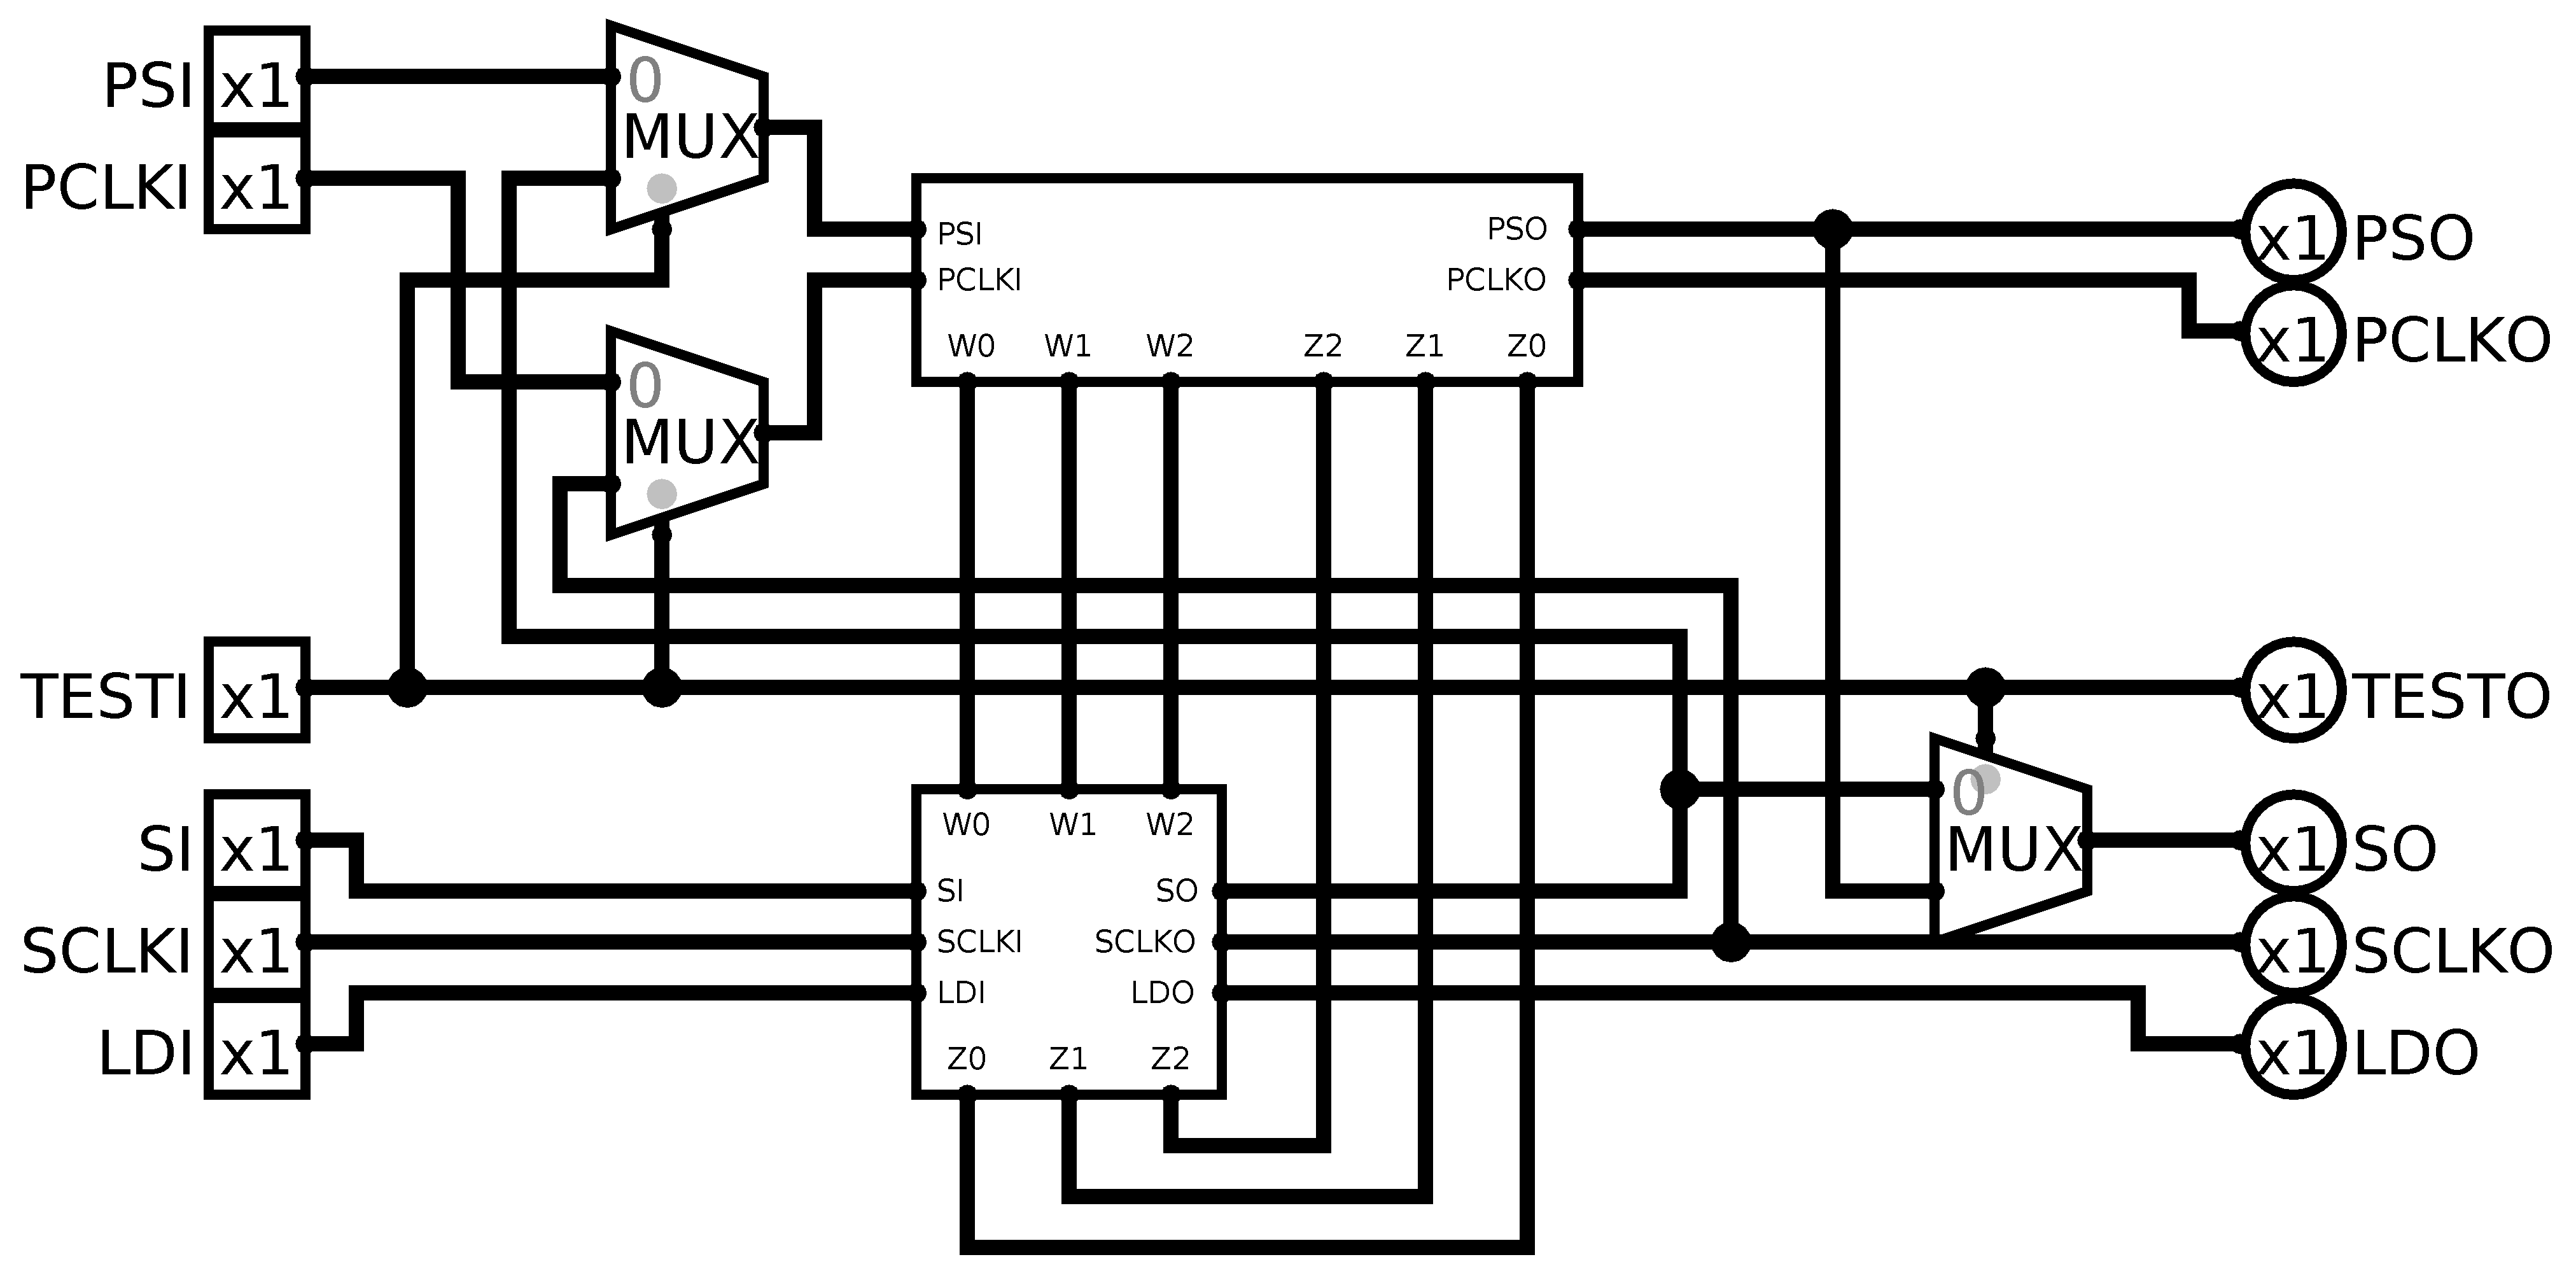 PSI x1
PCLKI x1
0
MUX
0
MUX
PSI PSO
PCLKI PCLKO
W0 W1 W2 Z2 Z1 Z0
x1 PSO
x1 PCLKO
TESTI x1
x1 TESTO
SI x1
SCLKI x1
LDI x1
W0 W1 W2
SI SO
SCLKI SCLKO
LDI LDO
Z0 Z1 Z2
0
MUX
x1 SO
x1 SCLKO
x1 LDO